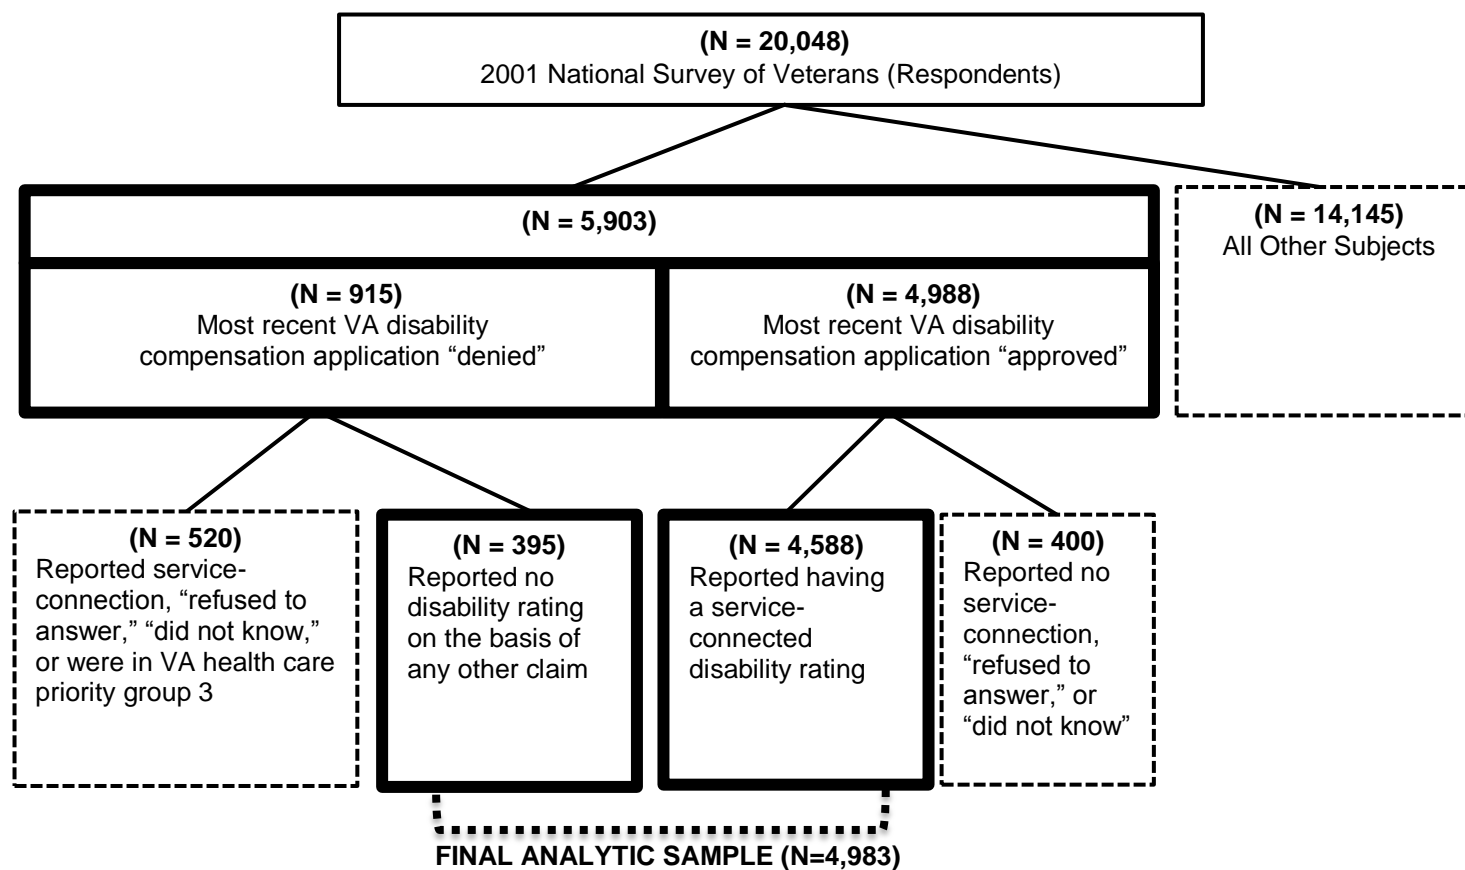 (N = 20,048)
2001 National Survey of Veterans (Respondents)
(N = 5,903)
(N = 14,145)
All Other Subjects
(N = 915)
Most recent VA disability
compensation application “denied”
(N = 4,988)
Most recent VA disability
compensation application “approved”
(N = 520)
Reported service-
connection, “refused to
answer,” “did not know,”
or were in VA health care
priority group 3
(N = 395)
Reported no
disability rating
on the basis of
any other claim
(N = 4,588)
Reported having
a service-
connected
disability rating
(N = 400)
Reported no
service-
connection,
“refused to
answer,” or
“did not know”
FINAL ANALYTIC SAMPLE (N=4,983)